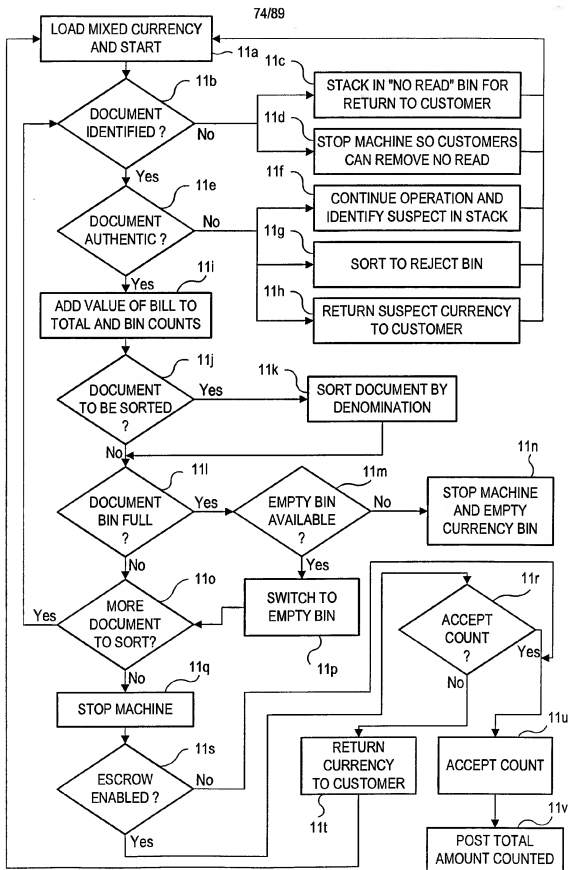 74/89
LOAD MIXED CURRENCY
AND START
11a
11b
DOCUMENT
IDENTIFIED ?
No
Yes
11c
STACK IN "NO READ" BIN FOR
RETURN TO CUSTOMER
11d
STOP MACHINE SO CUSTOMERS
CAN REMOVE NO READ
11e
DOCUMENT
AUTHENTIC ?
No
Yes
11f
CONTINUE OPERATION AND
IDENTIFY SUSPECT IN STACK
11g
SORT TO REJECT BIN
11h
RETURN SUSPECT CURRENCY
TO CUSTOMER
11i
ADD VALUE OF BILL TO
TOTAL AND BIN COUNTS
11j
DOCUMENT
TO BE SORTED
?
Yes
No
11k
SORT DOCUMENT BY
DENOMINATION
11l
DOCUMENT
BIN FULL
?
Yes
No
11m
EMPTY BIN
AVAILABLE
?
No
Yes
11n
STOP MACHINE
AND EMPTY
CURRENCY BIN
11o
MORE
DOCUMENT
TO SORT?
Yes
No
SWITCH TO
EMPTY BIN
11p
11r
ACCEPT
COUNT
?
Yes
No
11q
STOP MACHINE
11s
ESCROW
ENABLED ?
No
Yes
RETURN
CURRENCY
TO CUSTOMER
11t
11u
ACCEPT COUNT
11v
POST TOTAL
AMOUNT COUNTED